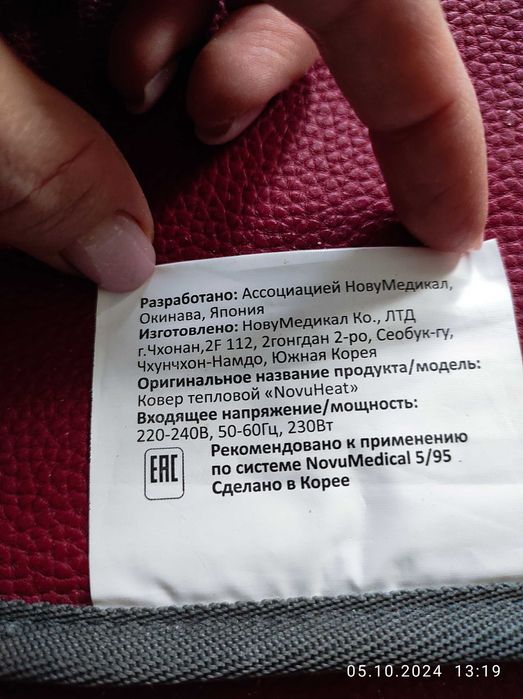 Разработано: Ассоциацией НовуМедикал,
Окинава, Япония
Изготовлено: НовуМедикал Ко., ЛТД
г.Чхонан,2F 112, 2гонгдан 2-ро, Сеобук-гу,
Чхунчхон-Намдо, Южная Корея
Оригинальное название продукта/модель:
Ковер тепловой «NovuHeat»
Входящее напряжение/мощность:
220-240В, 50-60Гц, 230Вт
EAC
Рекомендовано к применению
по системе NovuMedical 5/95
Сделано в Корее
05.10.2024 13:19